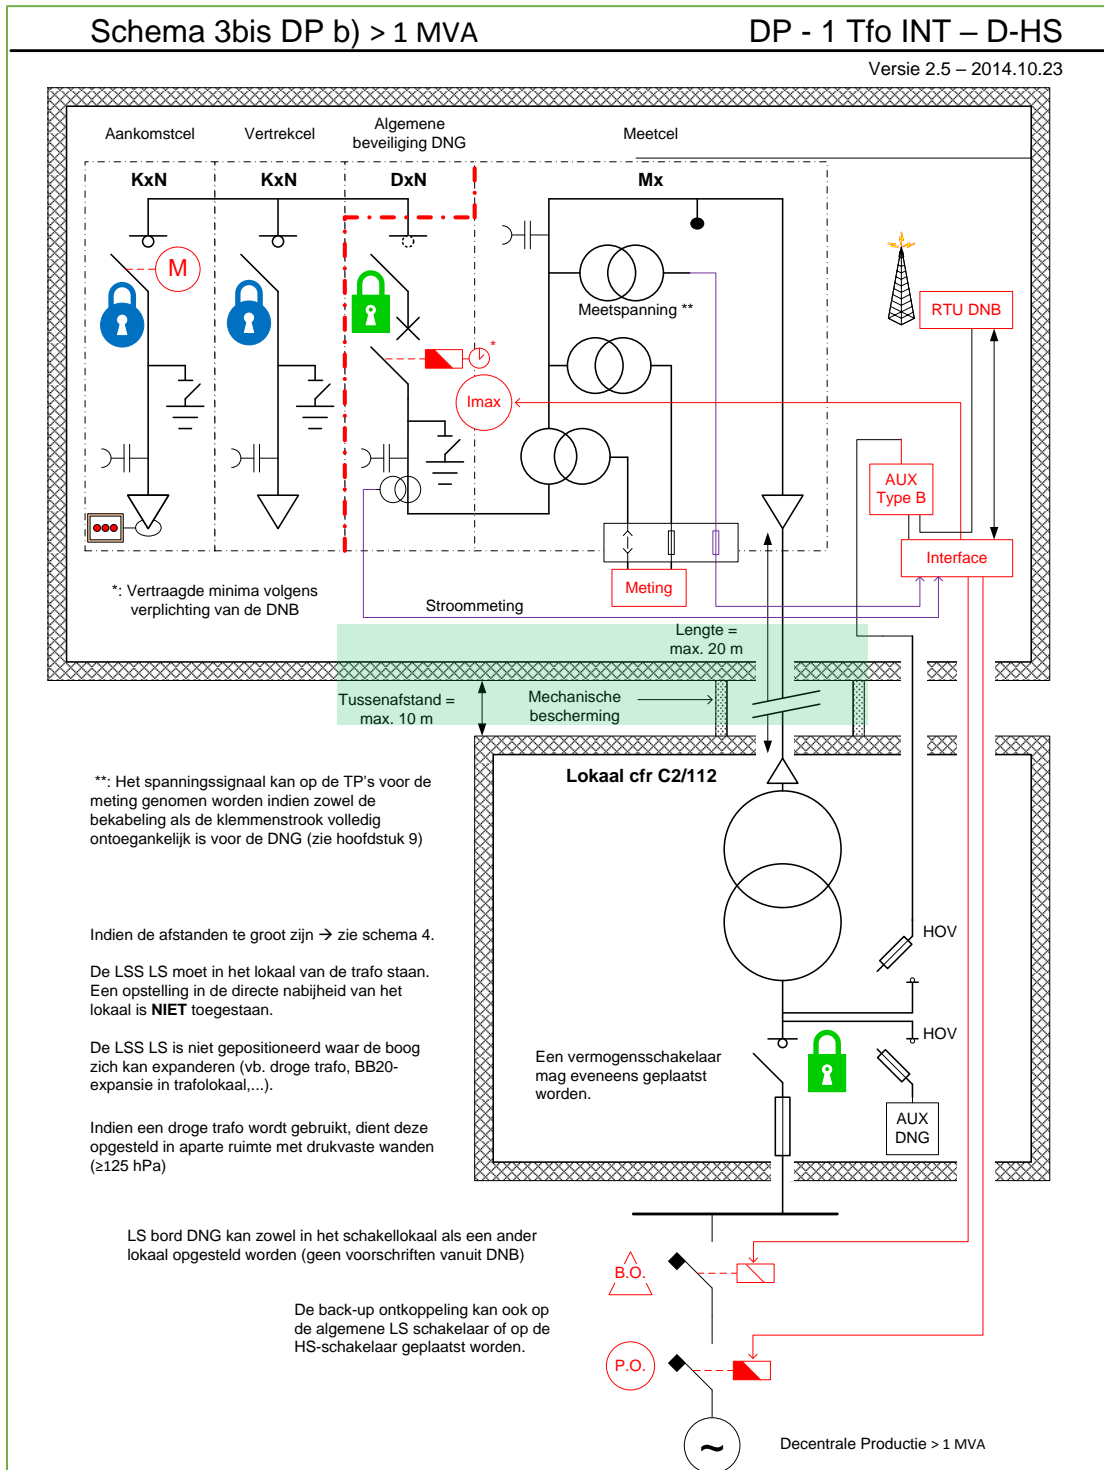 Schema 3bis DP b) > 1 MVA
DP - 1 Tfo INT – D-HS
Versie 2.5 – 2014.10.23
Aankomstcel
Vertrekcel
Algemene
beveiliging DNG
Meetcel
KxN
KxN
DxN
Mx
M
Meetspanning **
RTU DNB
*
Imax
AUX
Type B
Interface
Meting
*: Vertraagde minima volgens
verplichting van de DNB
Stroommeting
Lengte =
max. 20 m
Tussenafstand =
max. 10 m
Mechanische
bescherming
Lokaal cfr C2/112
**: Het spanningssignaal kan op de TP’s voor de
meting genomen worden indien zowel de
bekabeling als de klemmenstrook volledig
ontoegankelijk is voor de DNG (zie hoofdstuk 9)
Indien de afstanden te groot zijn → zie schema 4.
HOV
De LSS LS moet in het lokaal van de trafo staan.
Een opstelling in de directe nabijheid van het
lokaal is NIET toegestaan.
HOV
De LSS LS is niet gepositioneerd waar de boog
zich kan expanderen (vb. droge trafo, BB20-
expansie in trafolokaal,...).
Een vermogensschakelaar
mag eveneens geplaatst
worden.
AUX
DNG
Indien een droge trafo wordt gebruikt, dient deze
opgesteld in aparte ruimte met drukvaste wanden
(≥125 hPa)
LS bord DNG kan zowel in het schakellokaal als een ander
lokaal opgesteld worden (geen voorschriften vanuit DNB)
B.O.
De back-up ontkoppeling kan ook op
de algemene LS schakelaar of op de
HS-schakelaar geplaatst worden.
P.O.
~
Decentrale Productie > 1 MVA